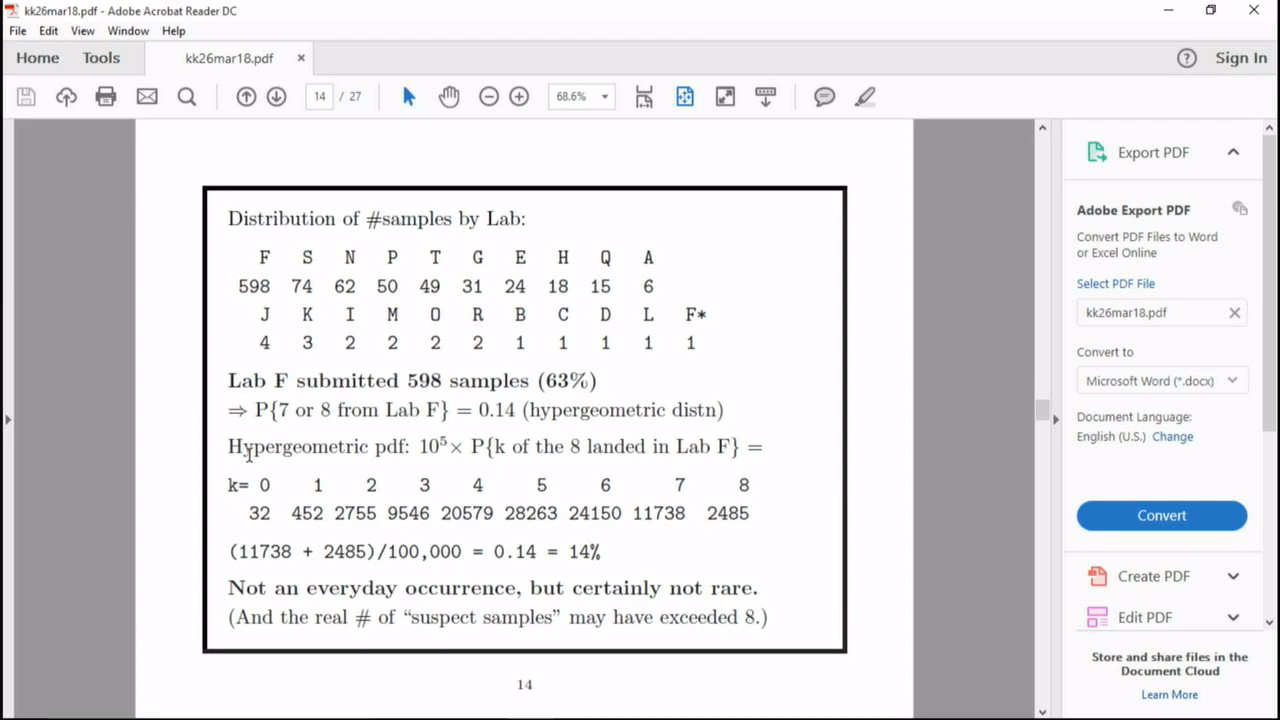 kk26mar18.pdf - Adobe Acrobat Reader DC
File Edit View Window Help
Home Tools kk26mar18.pdf × Sign In
14 / 27 68.6%
Distribution of #samples by Lab:
F S N P T G E H Q A
598 74 62 50 49 31 24 18 15 6
J K I M O R B C D L F*
4 3 2 2 2 2 1 1 1 1 1
Lab F submitted 598 samples (63%)
⇒ P{7 or 8 from Lab F} = 0.14 (hypergeometric distn)
Hypergeometric pdf: 10⁵× P{k of the 8 landed in Lab F} =
k= 0 1 2 3 4 5 6 7 8
32 452 2755 9546 20579 28263 24150 11738 2485
(11738 + 2485)/100,000 = 0.14 = 14%
Not an everyday occurrence, but certainly not rare.
(And the real # of “suspect samples” may have exceeded 8.)
14
Export PDF
Adobe Export PDF
Convert PDF Files to Word
or Excel Online
Select PDF File
kk26mar18.pdf
Convert to
Microsoft Word (*.docx)
Document Language:
English (U.S.) Change
Convert
Create PDF
Edit PDF
Store and share files in the
Document Cloud
Learn More